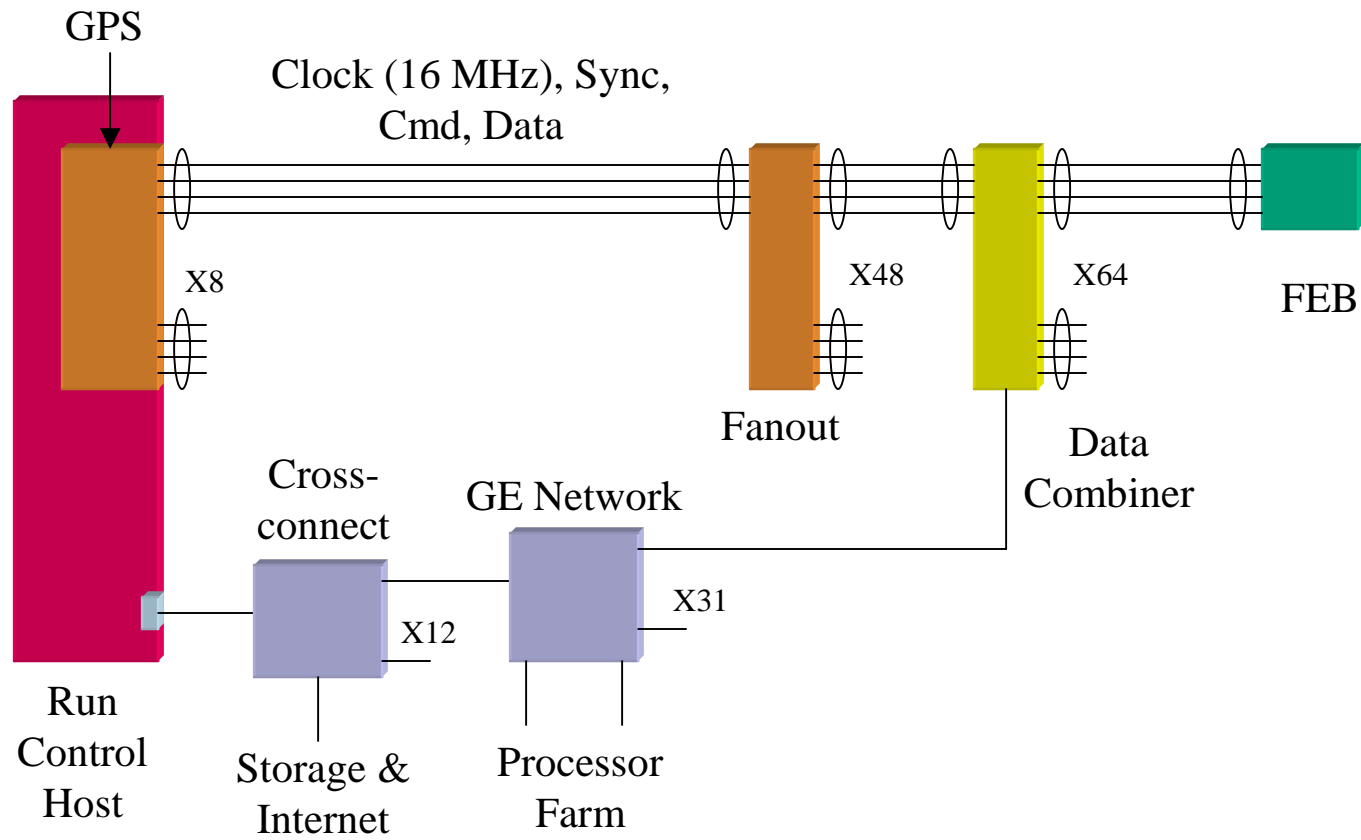 GPS
Clock (16 MHz), Sync,
Cmd, Data
X8
X48
X64
FEB
Fanout
Data
Combiner
Cross-
connect
GE Network
X31
X12
Run
Control
Host
Storage &
Internet
Processor
Farm